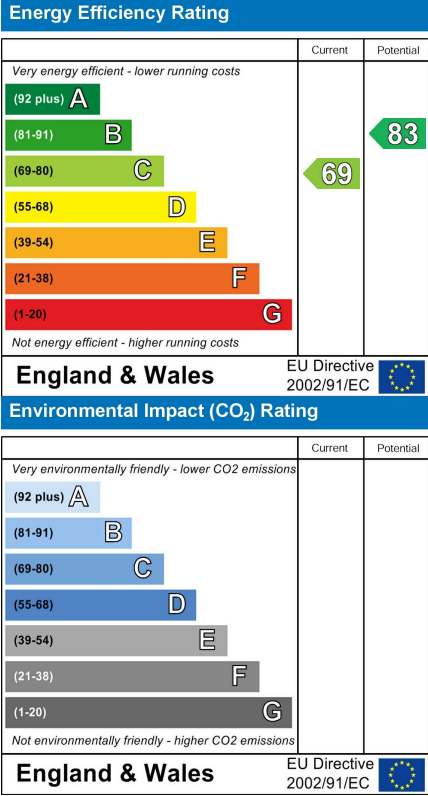 Energy Efficiency Rating
Current Potential
Very energy efficient - lower running costs
(92 plus) A
(81-91) B
83
(69-80) C
69
(55-68) D
(39-54) E
(21-38) F
(1-20) G
Not energy efficient - higher running costs
England & Wales
EU Directive
2002/91/EC
Environmental Impact (CO₂) Rating
Current Potential
Very environmentally friendly - lower CO2 emissions
(92 plus) A
(81-91) B
(69-80) C
(55-68) D
(39-54) E
(21-38) F
(1-20) G
Not environmentally friendly - higher CO2 emissions
England & Wales
EU Directive
2002/91/EC